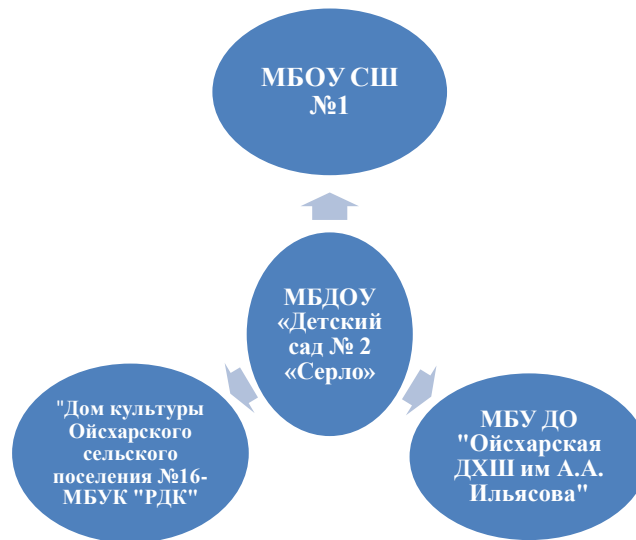 МБОУ СШ
№1
МБДОУ
«Детский
сад № 2
«Серло»
"Дом культуры
Ойсхарского
сельского
поселения №16-
МБУК "РДК"
МБУ ДО
"Ойсхарская
ДХШ им А.А.
Ильясова"